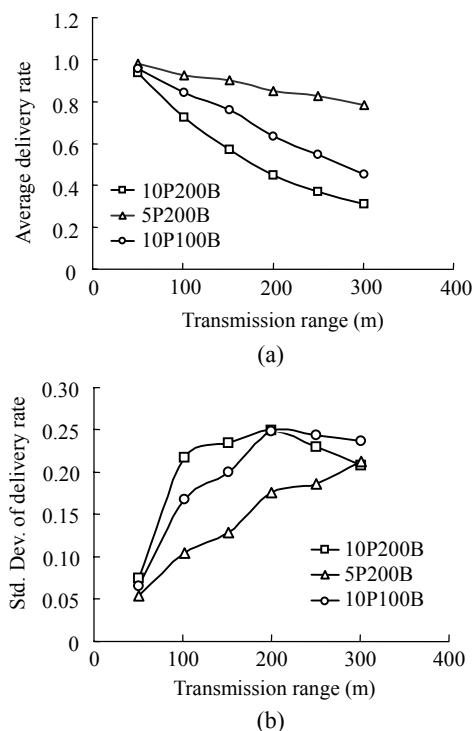 1.2
1.0
0.8
0.6
0.4
0.2
0
Average delivery rate
10P200B
5P200B
10P100B
0 100 200 300 400
Transmission range (m)
(a)
0.30
0.25
0.20
0.15
0.10
0.05
0
Std. Dev. of delivery rate
10P200B
5P200B
10P100B
0 100 200 300 400
Transmission range (m)
(b)